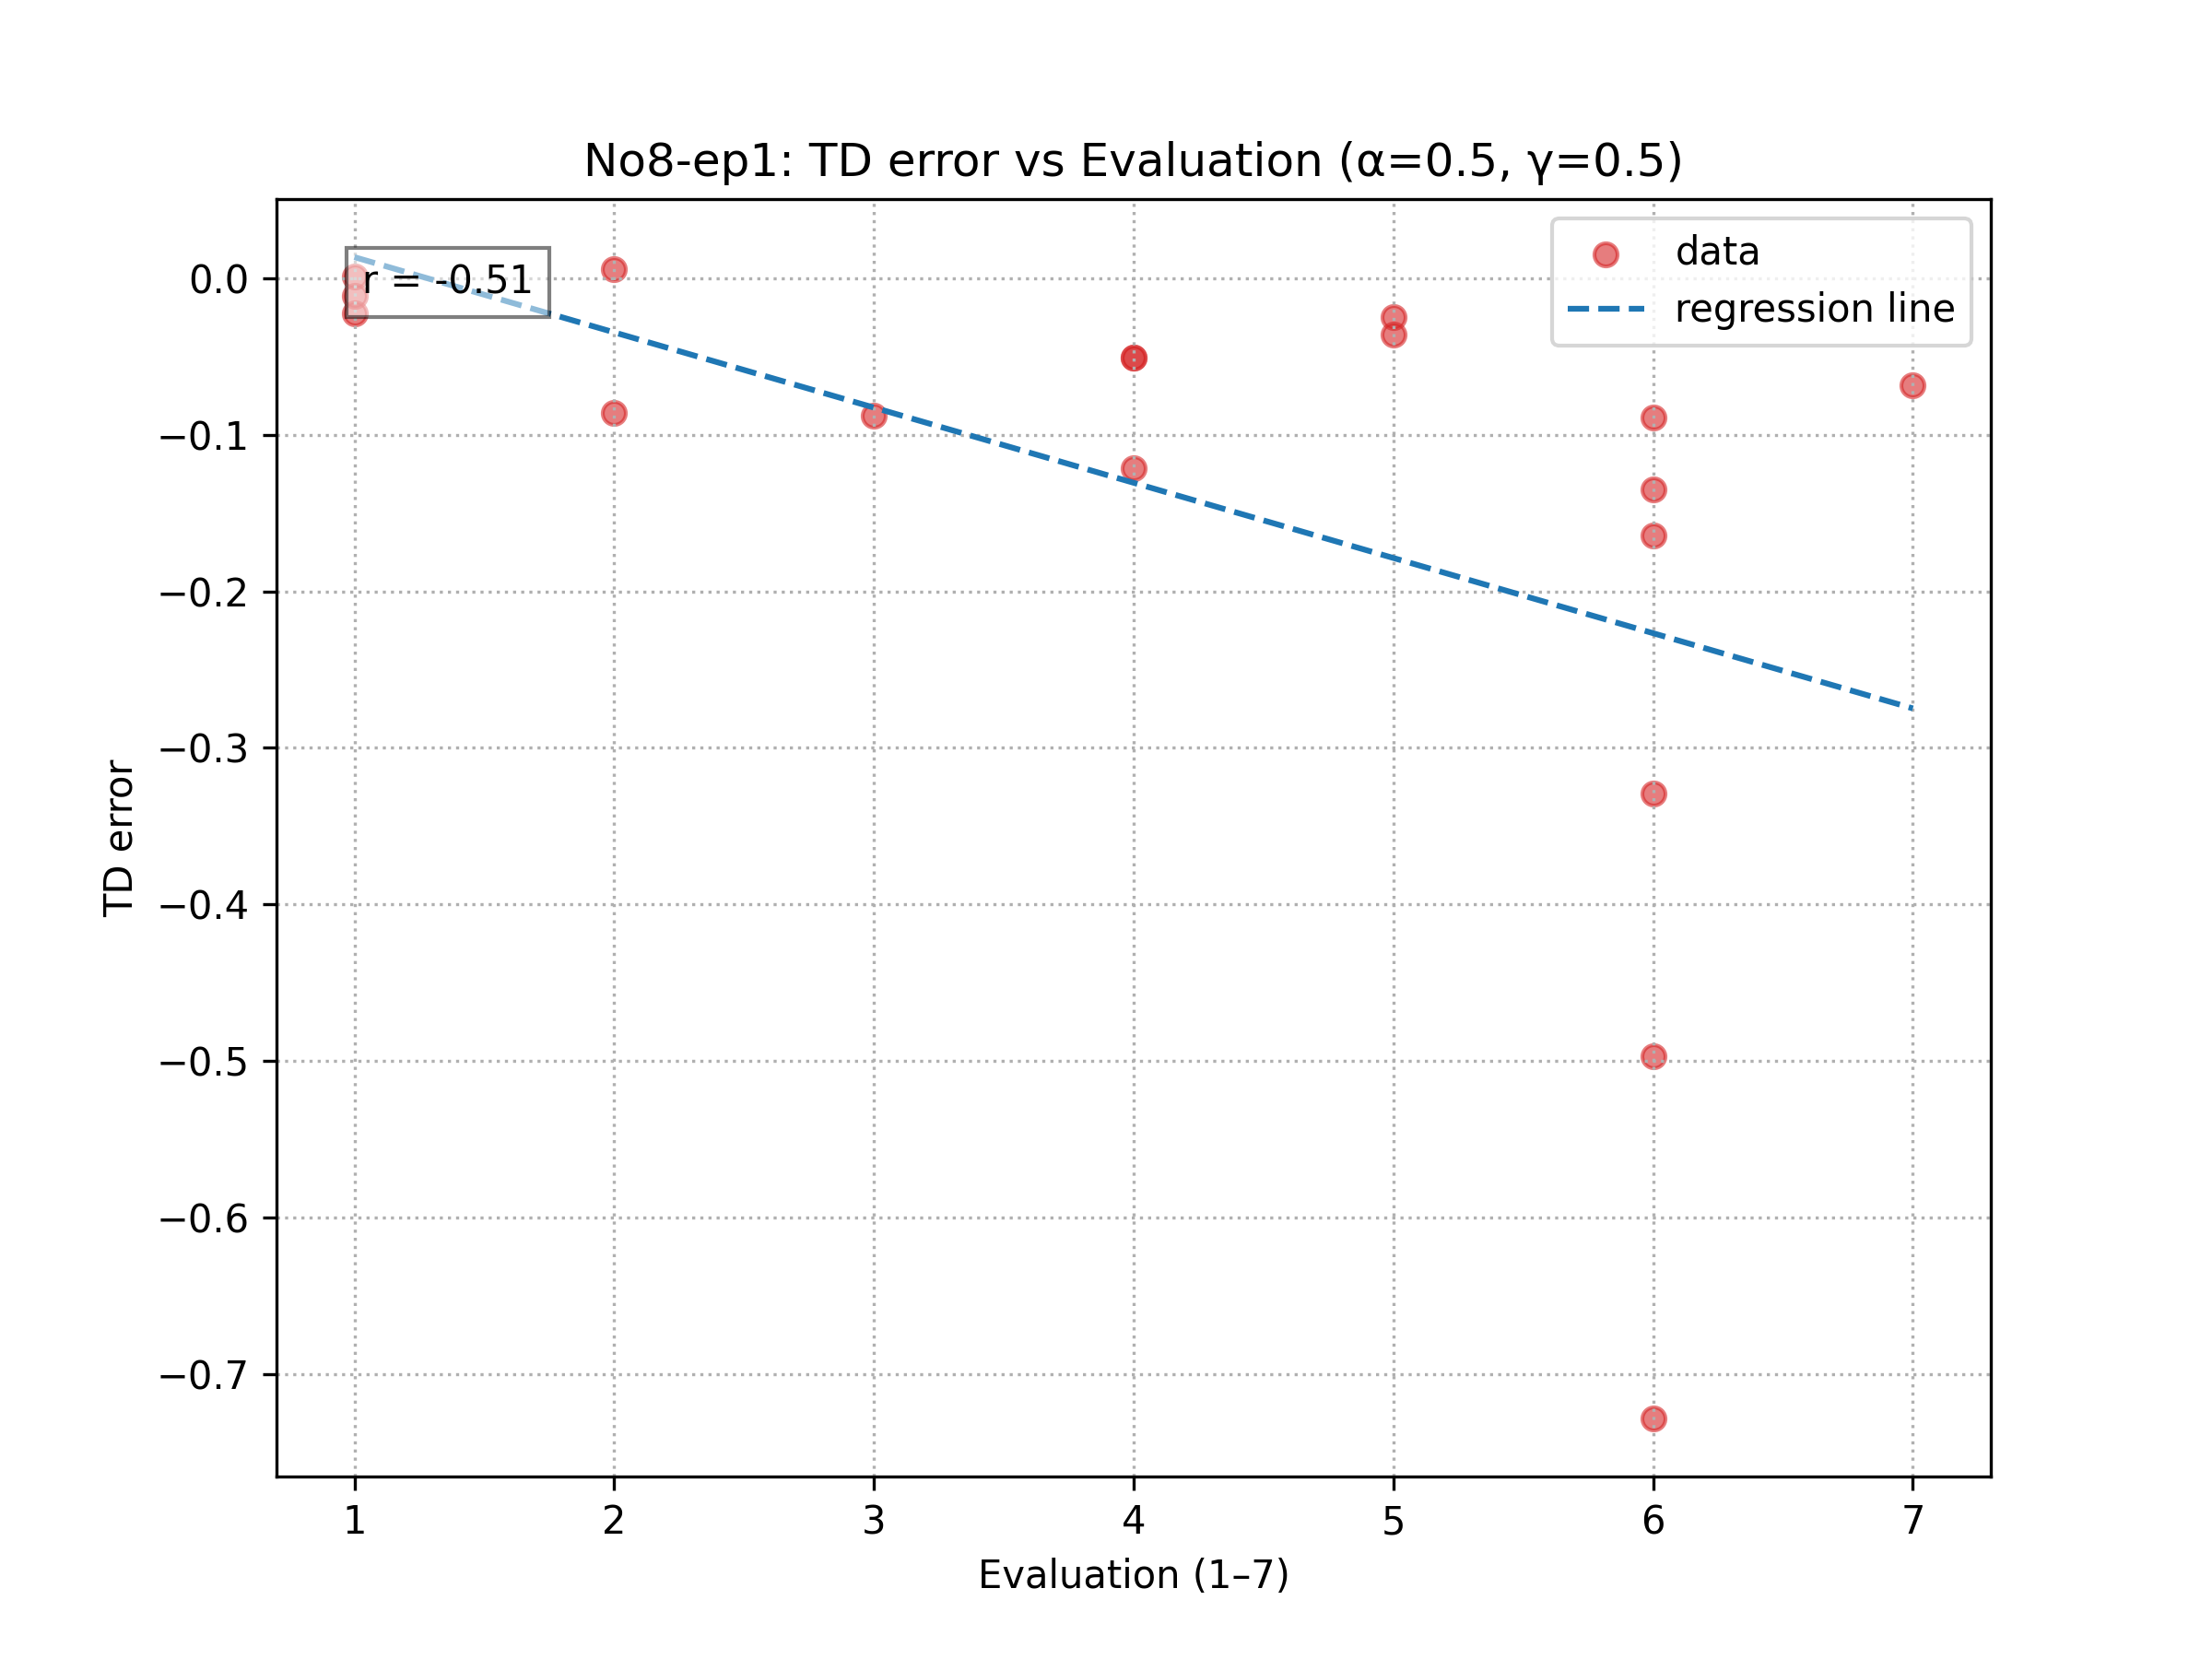 No8-ep1: TD error vs Evaluation (α=0.5, γ=0.5)
r = -0.51
data
regression line
0.0
−0.1
−0.2
−0.3
−0.4
−0.5
−0.6
−0.7
TD error
1 2 3 4 5 6 7
Evaluation (1–7)